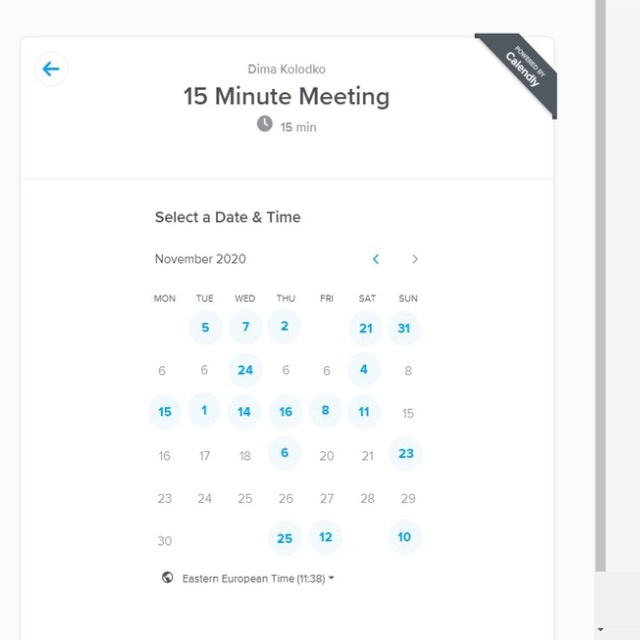 Dima Kolodko
15 Minute Meeting
15 min
POWERED BY
Calendly
Select a Date & Time
November 2020
MON TUE WED THU FRI SAT SUN
5 7 2 21 31
6 6 24 6 6 4 8
15 1 14 16 8 11 15
16 17 18 6 20 21 23
23 24 25 26 27 28 29
30 25 12 10
Eastern European Time (11:38)